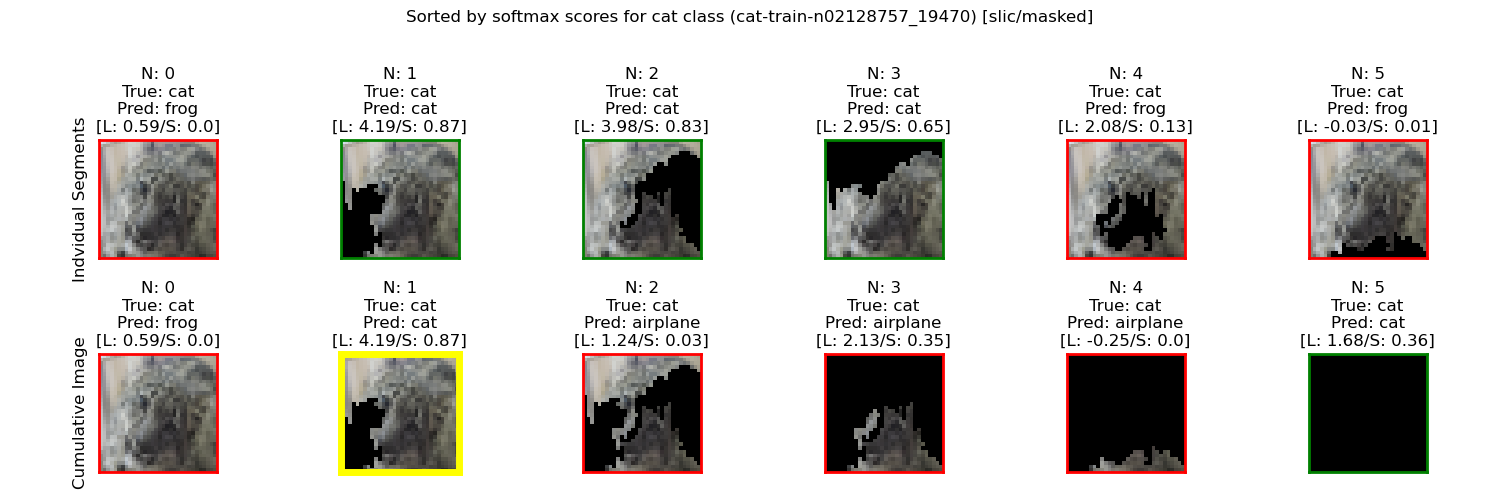 Sorted by softmax scores for cat class (cat-train-n02128757_19470) [slic/masked]
Indvidual Segments
N: 0
True: cat
Pred: frog
[L: 0.59/S: 0.0]
N: 1
True: cat
Pred: cat
[L: 4.19/S: 0.87]
N: 2
True: cat
Pred: cat
[L: 3.98/S: 0.83]
N: 3
True: cat
Pred: cat
[L: 2.95/S: 0.65]
N: 4
True: cat
Pred: frog
[L: 2.08/S: 0.13]
N: 5
True: cat
Pred: frog
[L: -0.03/S: 0.01]
Cumulative Image
N: 0
True: cat
Pred: frog
[L: 0.59/S: 0.0]
N: 1
True: cat
Pred: cat
[L: 4.19/S: 0.87]
N: 2
True: cat
Pred: airplane
[L: 1.24/S: 0.03]
N: 3
True: cat
Pred: airplane
[L: 2.13/S: 0.35]
N: 4
True: cat
Pred: airplane
[L: -0.25/S: 0.0]
N: 5
True: cat
Pred: cat
[L: 1.68/S: 0.36]